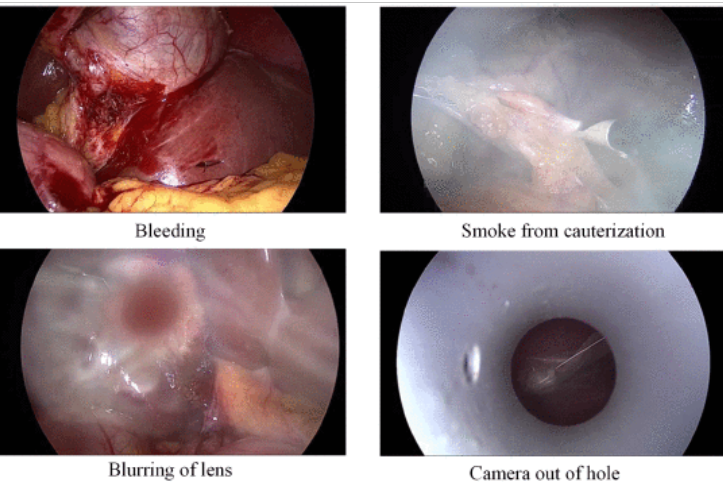 Bleeding
Smoke from cauterization
Blurring of lens
Camera out of hole